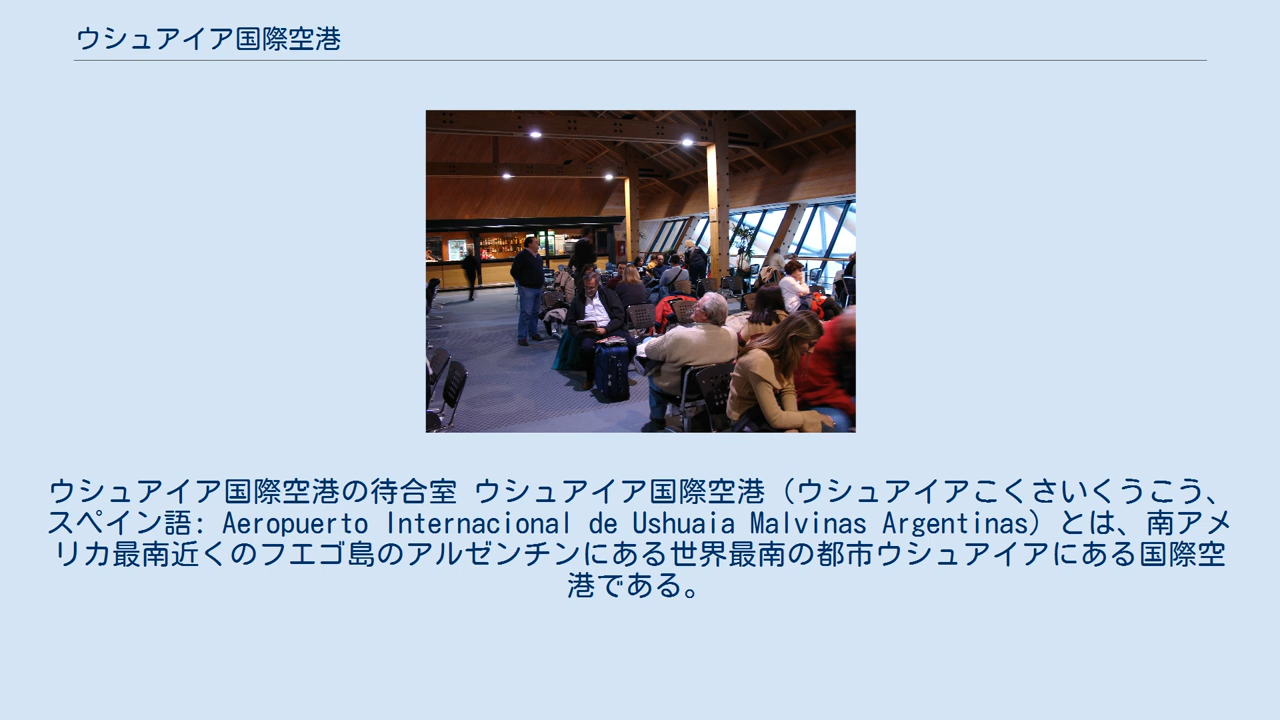 ウシュアイア国際空港
ウシュアイア国際空港の待合室 ウシュアイア国際空港（ウシュアイアこくさいくうこう、
スペイン語: Aeropuerto Internacional de Ushuaia Malvinas Argentinas）とは、南アメ
リカ最南近くのフエゴ島のアルゼンチンにある世界最南の都市ウシュアイアにある国際空
港である。